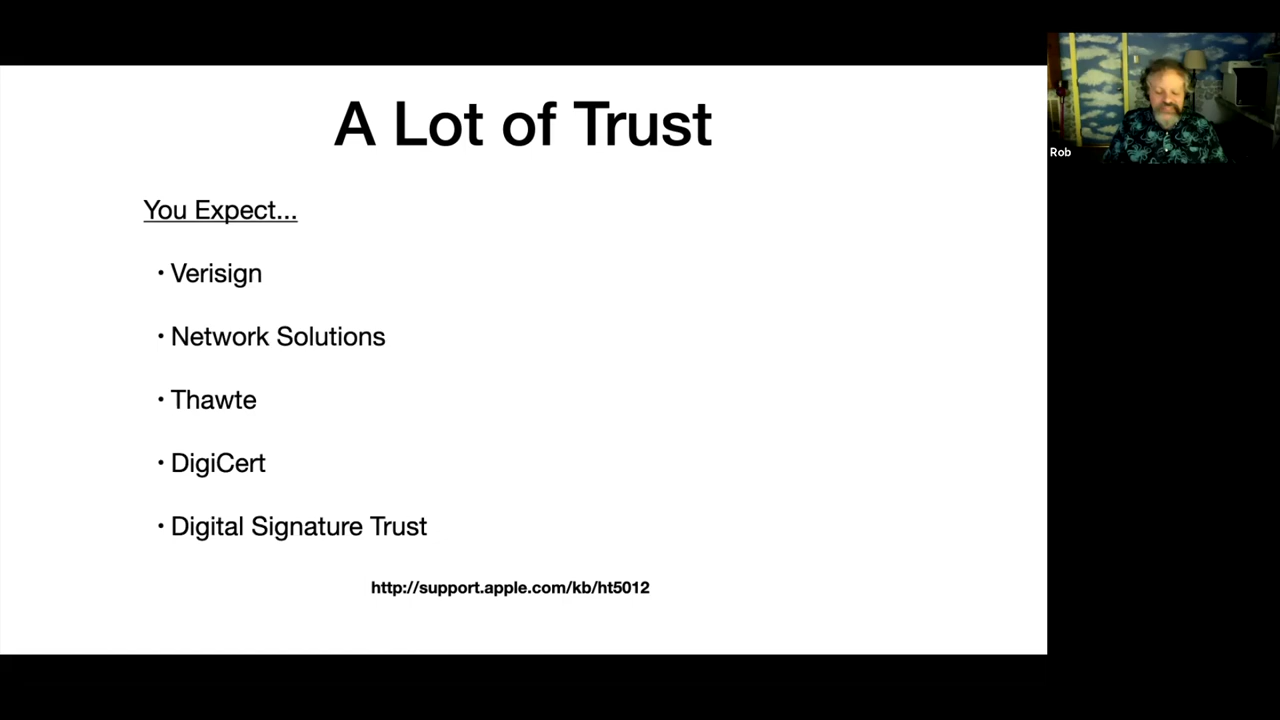 A Lot of Trust
You Expect...
• Verisign
• Network Solutions
• Thawte
• DigiCert
• Digital Signature Trust
http://support.apple.com/kb/ht5012
Rob